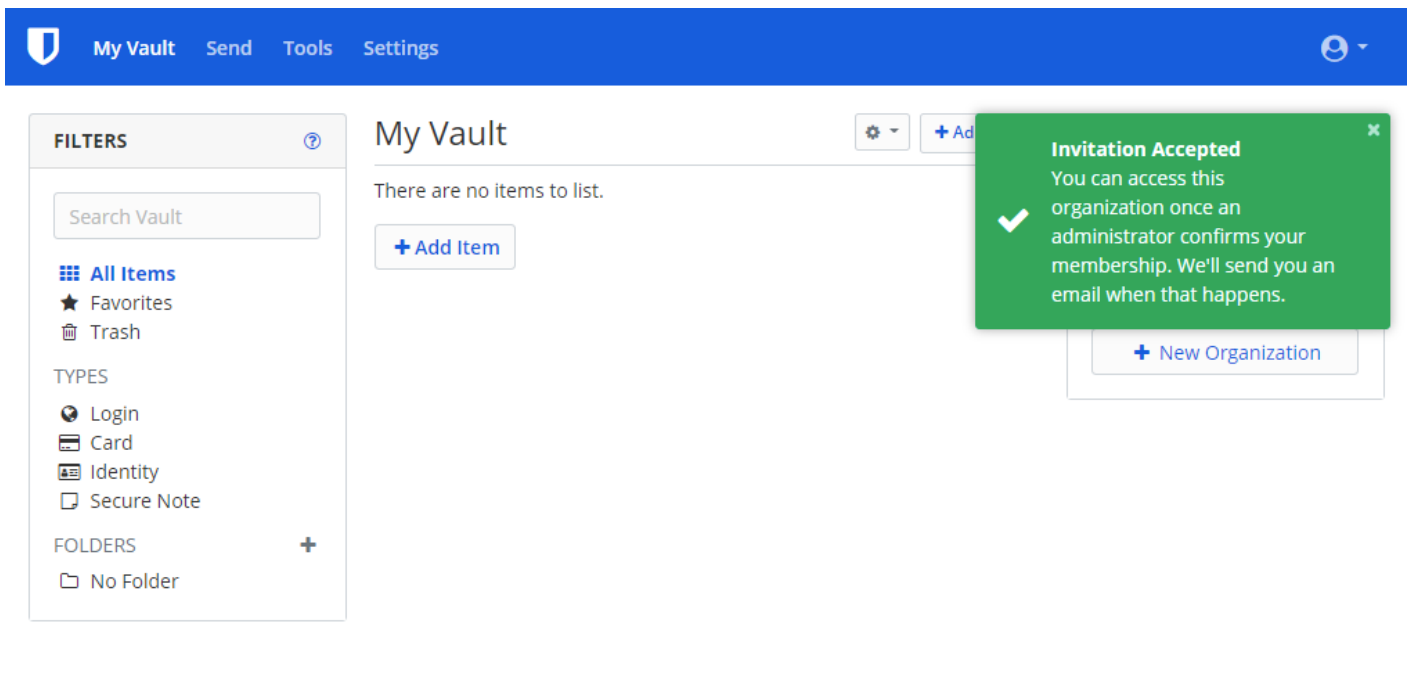 My Vault Send Tools Settings
FILTERS
Search Vault
All Items
Favorites
Trash
TYPES
Login
Card
Identity
Secure Note
FOLDERS
No Folder
My Vault
There are no items to list.
Add Item
Invitation Accepted
You can access this
organization once an
administrator confirms your
membership. We'll send you an
email when that happens.
New Organization